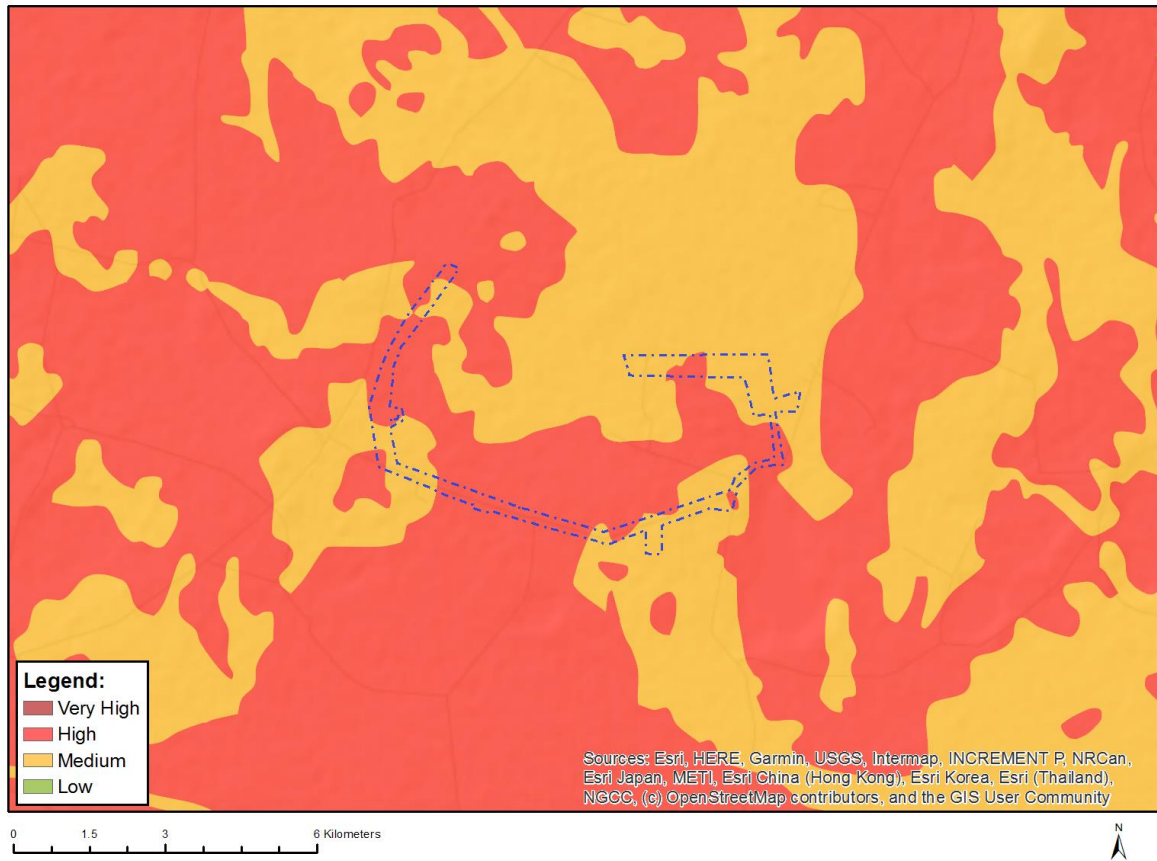 Legend:
Very High
High
Medium
Low
Sources: Esri, HERE, Garmin, USGS, Intermap, INCREMENT P, NRCan,
Esri Japan, METI, Esri China (Hong Kong), Esri Korea, Esri (Thailand),
NGCC, (c) OpenStreetMap contributors, and the GIS User Community
0 1.5 3 6 Kilometers
N